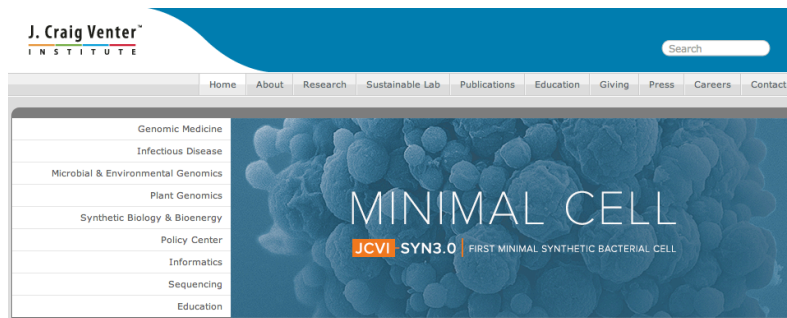 J. Craig Venter™
INSTITUTE
Search
Home About Research Sustainable Lab Publications Education Giving Press Careers Contact
Genomic Medicine
Infectious Disease
Microbial & Environmental Genomics
Plant Genomics
Synthetic Biology & Bioenergy
Policy Center
Informatics
Sequencing
Education
MINIMAL CELL
JCVI-SYN3.0 FIRST MINIMAL SYNTHETIC BACTERIAL CELL